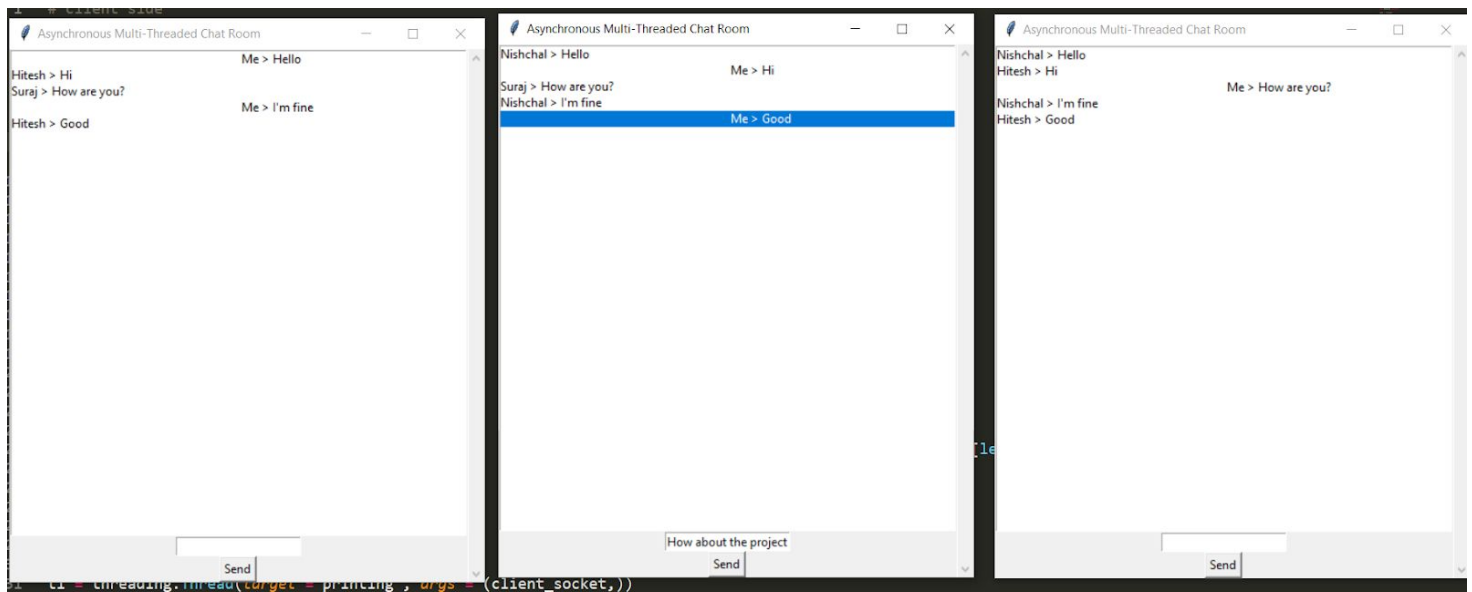 1 # client side
Asynchronous Multi-Threaded Chat Room
Me > Hello
Hitesh > Hi
Suraj > How are you?
Me > I'm fine
Hitesh > Good
Send
Asynchronous Multi-Threaded Chat Room
Nishchal > Hello
Me > Hi
Suraj > How are you?
Nishchal > I'm fine
Me > Good
How about the project
Send
[le
Asynchronous Multi-Threaded Chat Room
Nishchal > Hello
Hitesh > Hi
Me > How are you?
Nishchal > I'm fine
Hitesh > Good
Send
= threading.Thread(target = printing , args = (client_socket,))